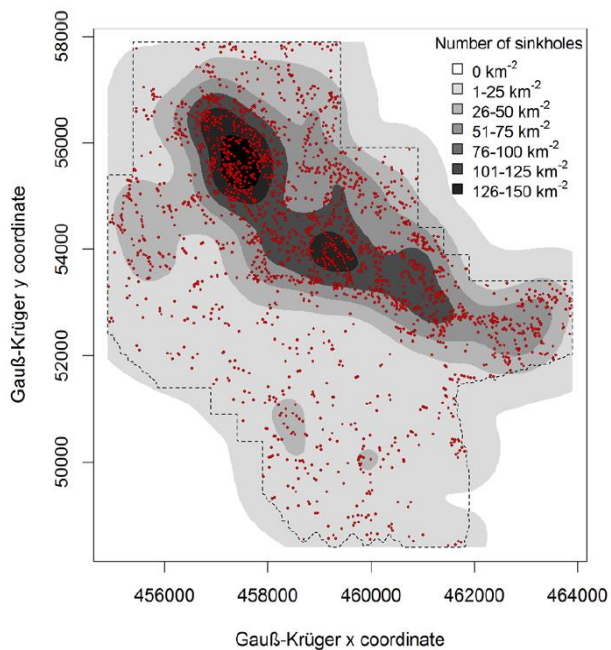 58000
56000
54000
52000
50000
Gauß-Krüger y coordinate
Number of sinkholes
0 km-2
1-25 km-2
26-50 km-2
51-75 km-2
76-100 km-2
101-125 km-2
126-150 km-2
456000 458000 460000 462000 464000
Gauß-Krüger x coordinate